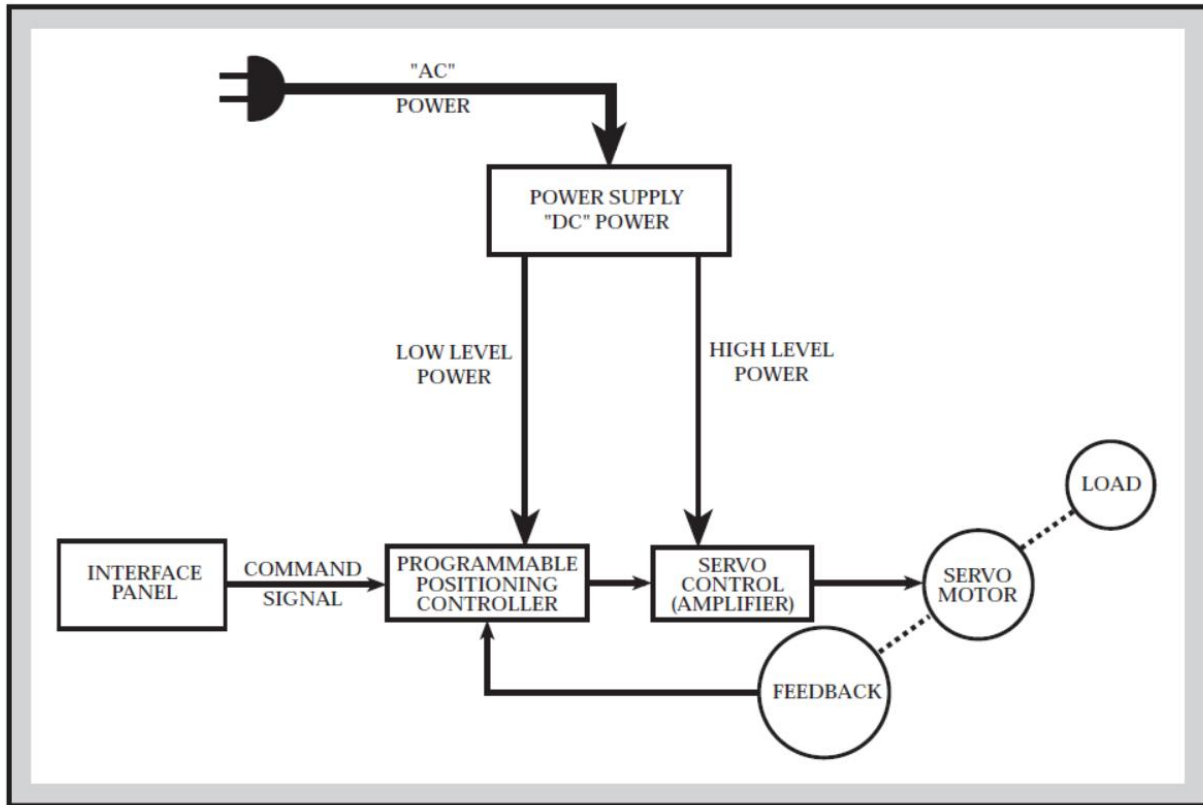 "AC"
POWER
POWER SUPPLY
"DC" POWER
LOW LEVEL
POWER
HIGH LEVEL
POWER
LOAD
INTERFACE
PANEL
COMMAND
SIGNAL
PROGRAMMABLE
POSITIONING
CONTROLLER
SERVO
CONTROL
(AMPLIFIER)
SERVO
MOTOR
FEEDBACK